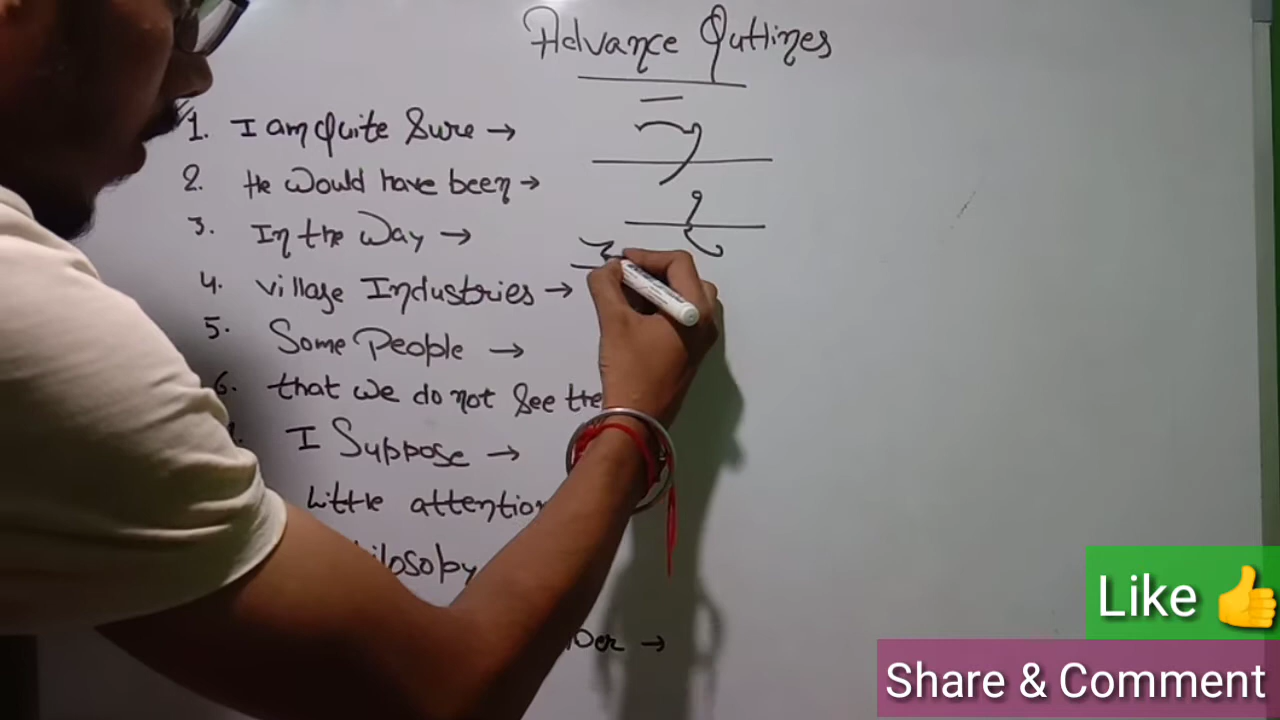 Advance Outlines
1. I am quite Sure →
2. He Would have been →
3. In the Way →
4. village Industries →
5. Some People →
6. that we do not See the
I Suppose →
Little attention
→
Like 👍
Share & Comment